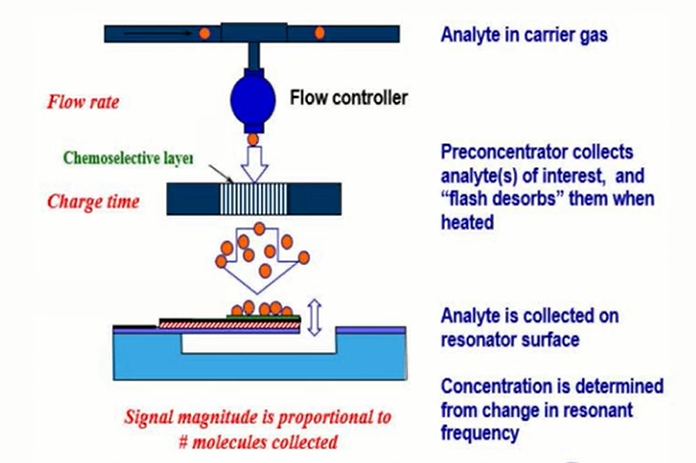 Analyte in carrier gas
Flow rate
Flow controller
Chemoselective layer
Charge time
Preconcentrator collects
analyte(s) of interest, and
“flash desorbs” them when
heated
Analyte is collected on
resonator surface
Concentration is determined
from change in resonant
frequency
Signal magnitude is proportional to
# molecules collected